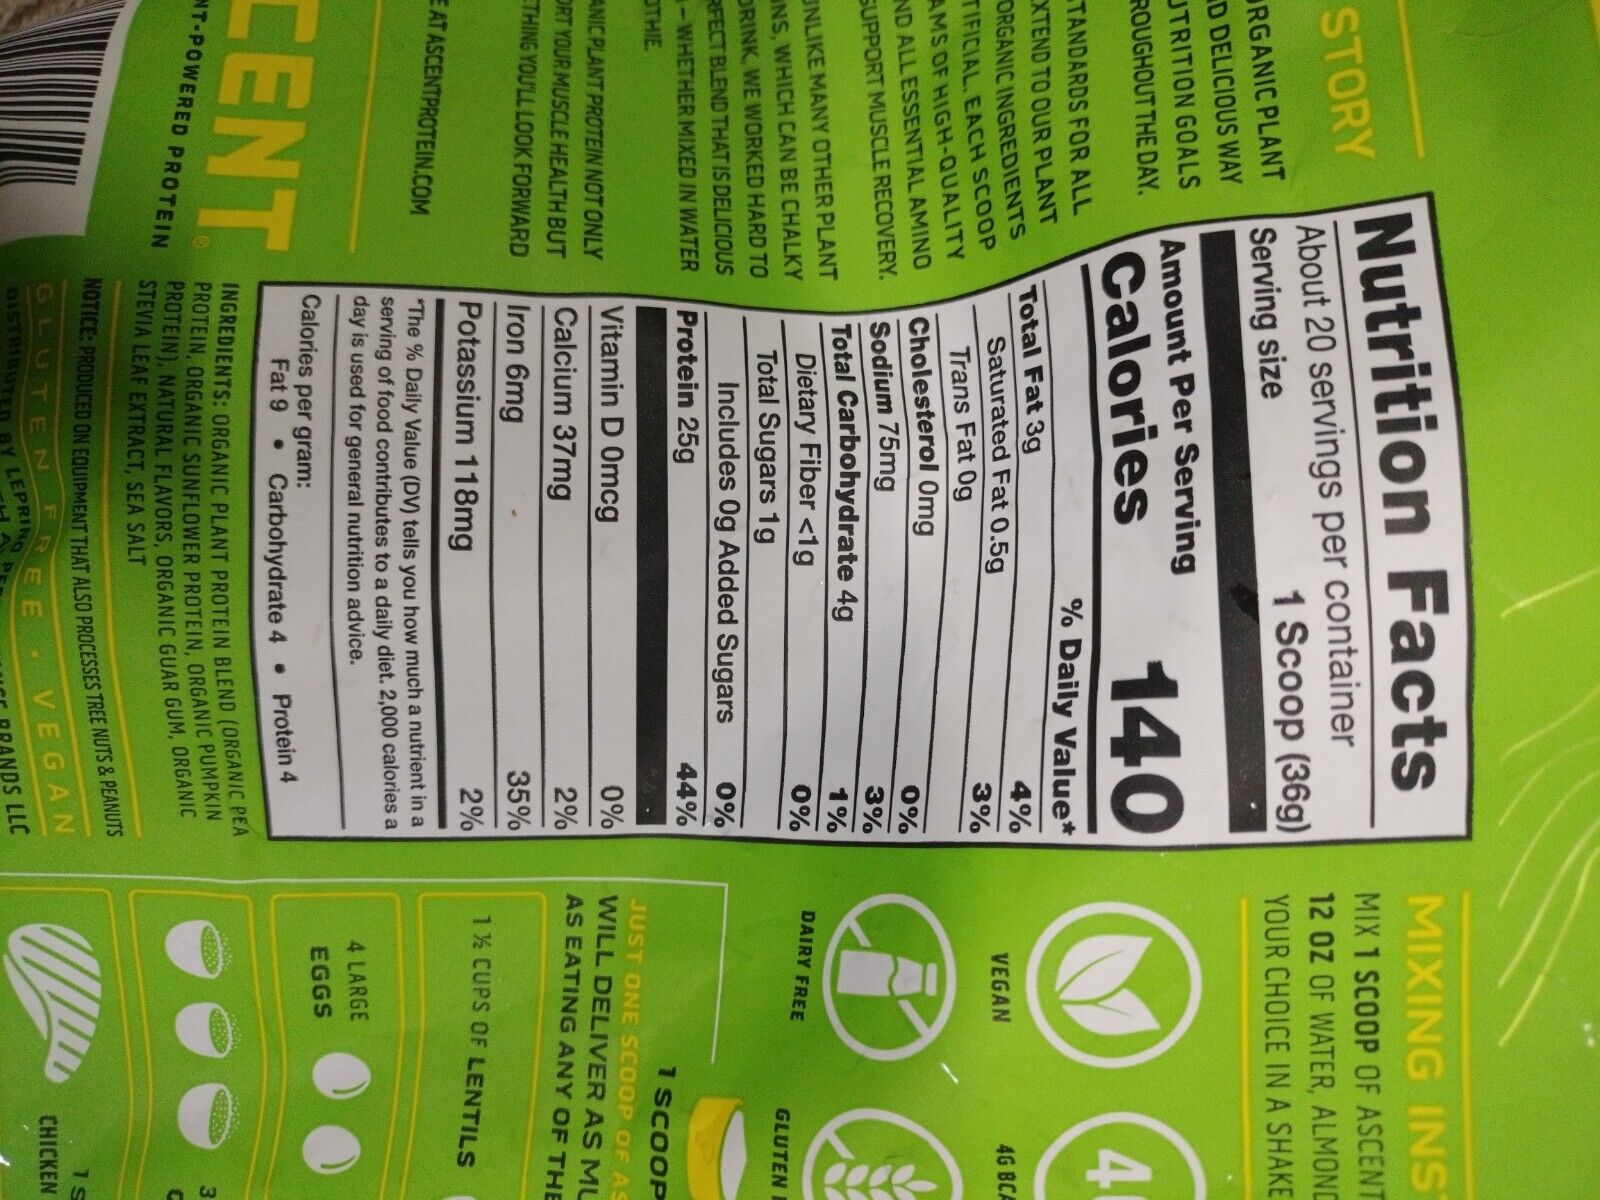 STORY
ORGANIC PLANT
DELICIOUS WAY
NUTRITION GOALS
THROUGHOUT THE DAY.
STANDARDS FOR ALL
EXTEND TO OUR PLANT
ORGANIC INGREDIENTS
EACH SCOOP
OF HIGH-QUALITY
ALL ESSENTIAL AMINO
SUPPORT MUSCLE RECOVERY.
UNLIKE MANY OTHER PLANT
WHICH CAN BE CHALKY
DRINK, WE WORKED HARD TO
BLEND THAT IS DELICIOUS
—WHETHER MIXED IN WATER
PLANT PROTEIN NOT ONLY
YOUR MUSCLE HEALTH BUT
YOU'LL LOOK FORWARD
AT ASCENTPROTEIN.COM
CENT®
NT-POWERED PROTEIN
Nutrition Facts
About 20 servings per container
Serving size 1 Scoop (36g)
Amount Per Serving
Calories 140
% Daily Value*
Total Fat 3g 4%
Saturated Fat 0.5g 3%
Trans Fat 0g
Cholesterol 0mg 0%
Sodium 75mg 3%
Total Carbohydrate 4g 1%
Dietary Fiber <1g 0%
Total Sugars 1g
Includes 0g Added Sugars 0%
Protein 25g 44%
Vitamin D 0mcg 0%
Calcium 37mg 2%
Iron 6mg 35%
Potassium 118mg 2%
*The % Daily Value (DV) tells you how much a nutrient in a
serving of food contributes to a daily diet. 2,000 calories a
day is used for general nutrition advice.
Calories per gram:
Fat 9 • Carbohydrate 4 • Protein 4
INGREDIENTS: ORGANIC PLANT PROTEIN BLEND (ORGANIC PEA
PROTEIN, ORGANIC SUNFLOWER PROTEIN, ORGANIC PUMPKIN
PROTEIN), NATURAL FLAVORS, ORGANIC GUAR GUM, ORGANIC
STEVIA LEAF EXTRACT, SEA SALT
NOTICE: PRODUCED ON EQUIPMENT THAT ALSO PROCESSES TREE NUTS & PEANUTS
GLUTEN FREE • VEGAN
DISTRIBUTED BY LEPRINO
BRANDS LLC
MIXING INS
MIX 1 SCOOP OF ASCENT
12 OZ OF WATER, ALMOND
YOUR CHOICE IN A SHAKE
VEGAN
4G BCA
DAIRY FREE
GLUTEN
1 SCOOP
JUST ONE SCOOP OF AS
WILL DELIVER AS MU
AS EATING ANY OF THE
1 ½ CUPS OF LENTILS
4 LARGE
EGGS
3
CHICKEN